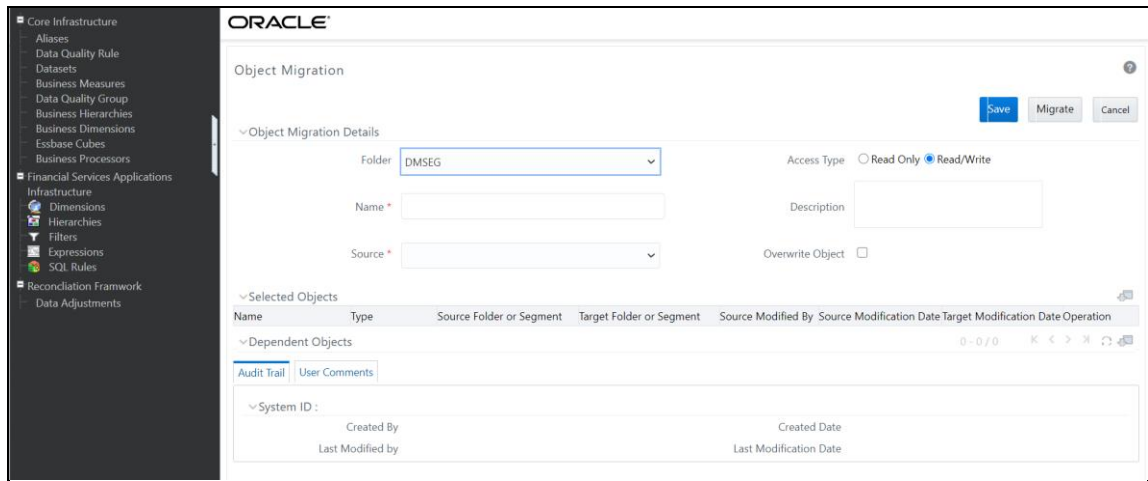 Core Infrastructure
Aliases
Data Quality Rule
Datasets
Business Measures
Data Quality Group
Business Hierarchies
Business Dimensions
Essbase Cubes
Business Processors
Financial Services Applications
Infrastructure
Dimensions
Hierarchies
Filters
Expressions
SQL Rules
Reconciliation Framwork
Data Adjustments
ORACLE
Object Migration
Save Migrate Cancel
Object Migration Details
Folder DMSEG Access Type Read Only Read/Write
Name * Description
Source * Overwrite Object
Selected Objects
Name Type Source Folder or Segment Target Folder or Segment Source Modified By Source Modification Date Target Modification Date Operation
Dependent Objects 0 - 0 / 0
Audit Trail User Comments
System ID :
Created By Created Date
Last Modified by Last Modification Date